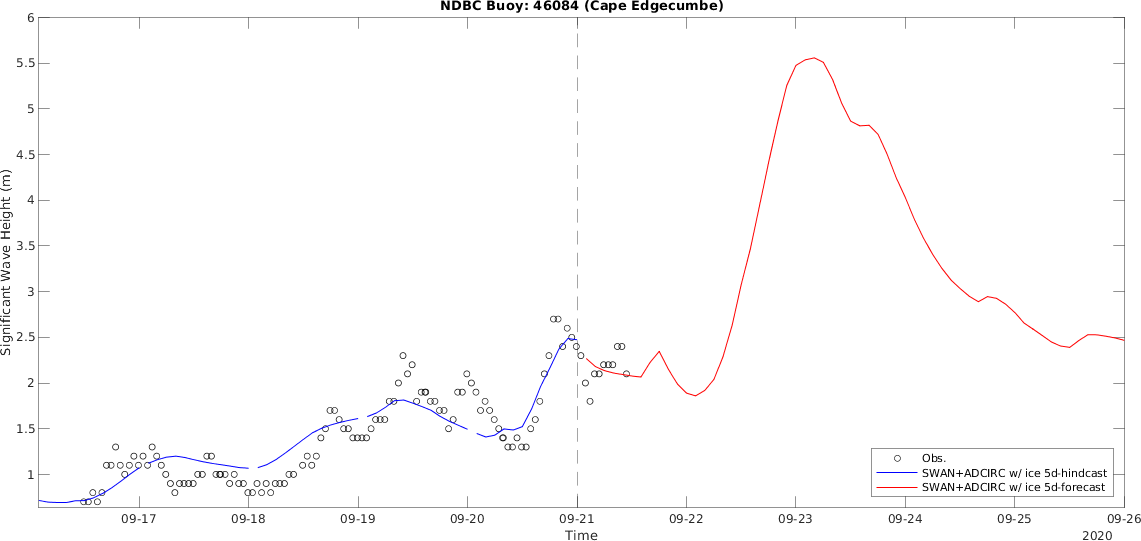 NDBC Buoy: 46084 (Cape Edgecumbe)
6
5.5
5
4.5
4
3.5
3
2.5
2
1.5
1
Significant Wave Height (m)
Obs.
SWAN+ADCIRC w/ ice 5d-hindcast
SWAN+ADCIRC w/ ice 5d-forecast
09-17 09-18 09-19 09-20 09-21 09-22 09-23 09-24 09-25 09-26
Time
2020